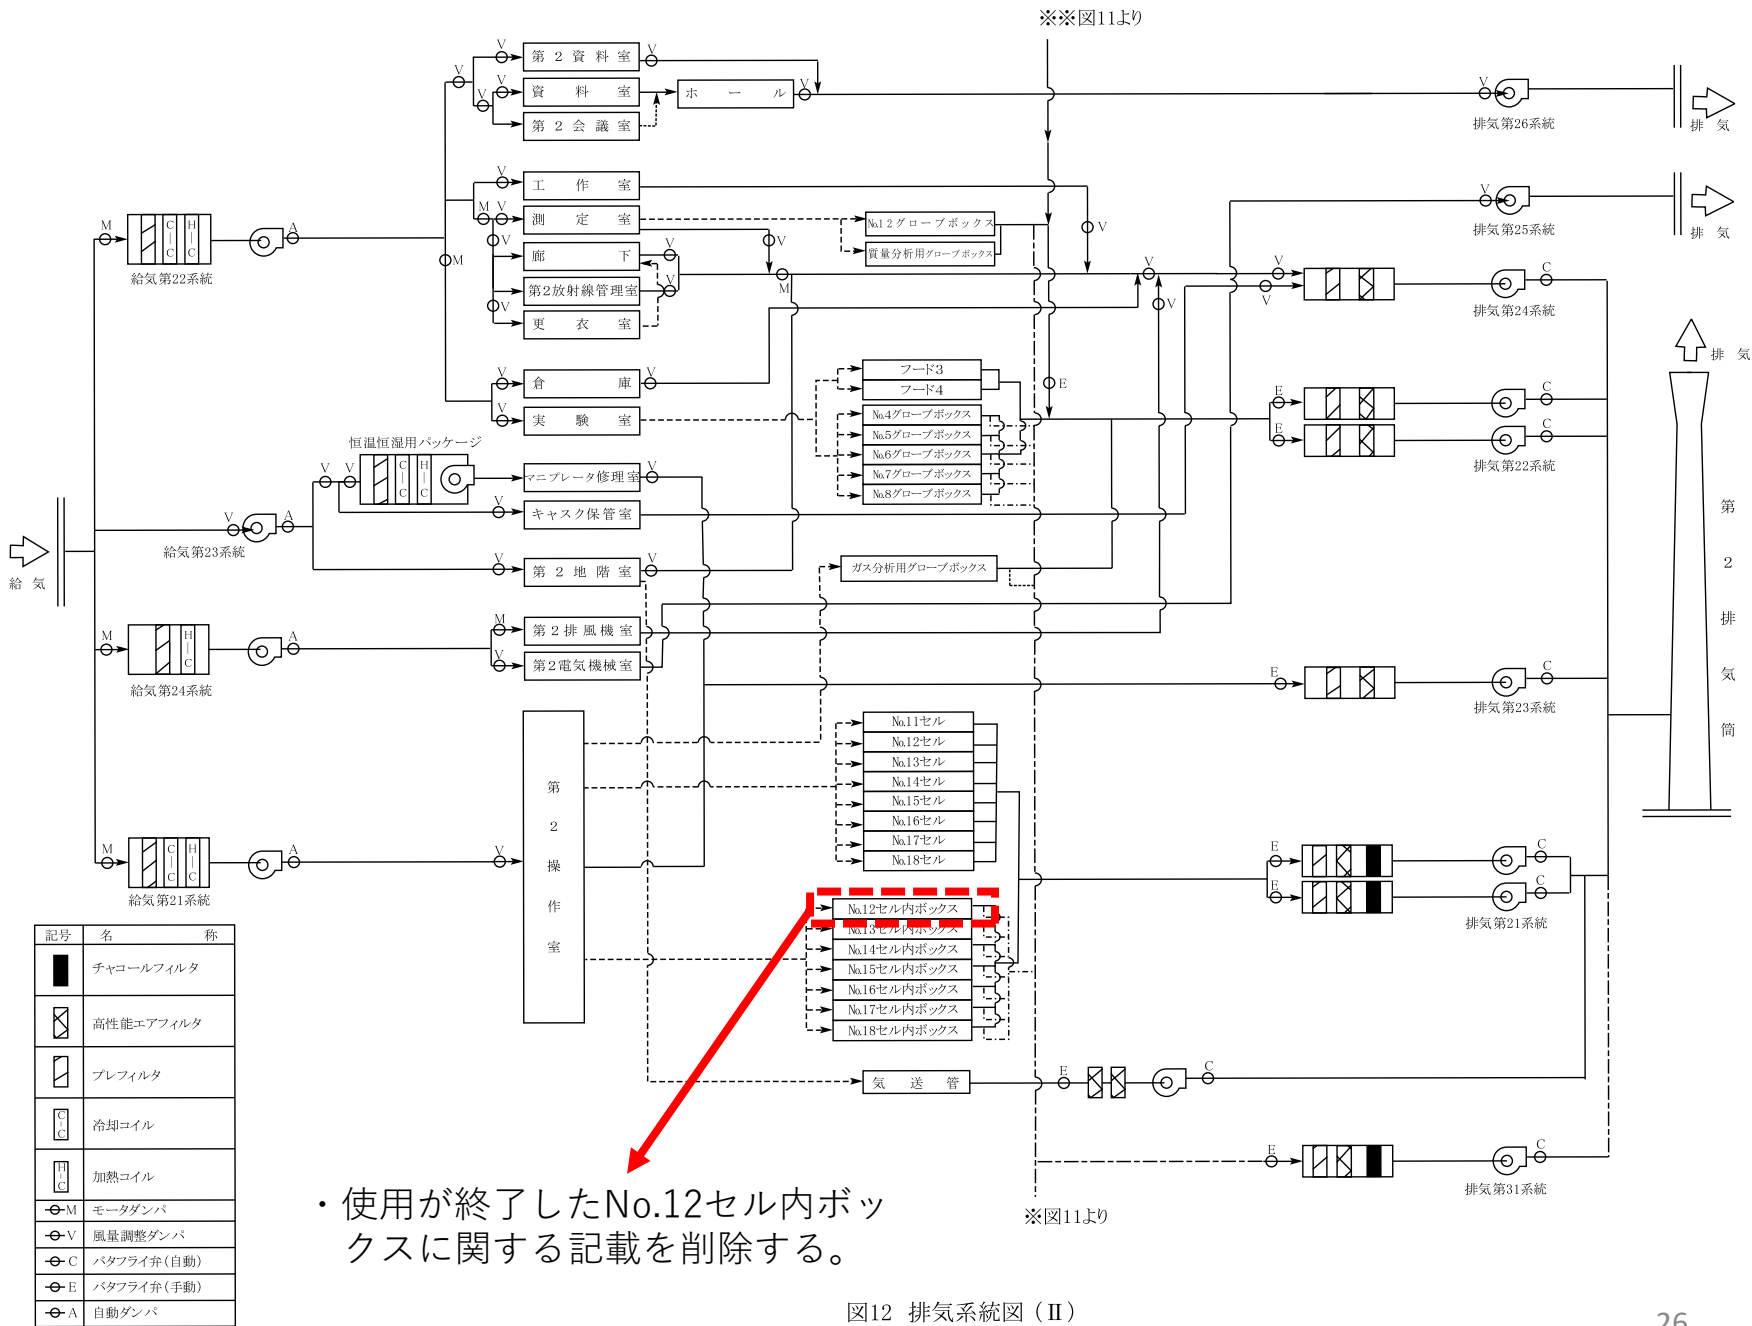 ※※図11より
V
第2資料室
V
V
V
資料室
V
第2会議室
ホール
V
V
排気第26系統
排気
V
工作室
M
V
測定室
V
廊下
V
第2放射線管理室
V
V
更衣室
No.12グローブボックス
質量分析用グローブボックス
V
V
M
V
排気第25系統
排気
M
C-C
H-C
給気第22系統
A
M
V
V
V
V
C
排気第24系統
排気
V
倉庫
V
V
実験室
フード3
フード4
No.4グローブボックス
No.5グローブボックス
No.6グローブボックス
No.7グローブボックス
No.8グローブボックス
E
E
E
C
C
排気第22系統
恒温恒湿用パッケージ
V
V
C-C
H-C
マニプレータ修理室
V
V
キャスク保管室
V
第2地階室
V
ガス分析用グローブボックス
給気
V
A
給気第23系統
第2排気筒
M
H-C
A
給気第24系統
M
第2排風機室
V
第2電気機械室
E
C
排気第23系統
第2操作室
No.11セル
No.12セル
No.13セル
No.14セル
No.15セル
No.16セル
No.17セル
No.18セル
M
C-C
H-C
A
V
給気第21系統
E
E
C
C
排気第21系統
No.12セル内ボックス
No.13セル内ボックス
No.14セル内ボックス
No.15セル内ボックス
No.16セル内ボックス
No.17セル内ボックス
No.18セル内ボックス
気送管
E
C
E
C
排気第31系統
※図11より
記号 名称
チャコールフィルタ
高性能エアフィルタ
プレフィルタ
C-C 冷却コイル
H-C 加熱コイル
M モータダンパ
V 風量調整ダンパ
C バタフライ弁(自動)
E バタフライ弁(手動)
A 自動ダンパ
・使用が終了したNo.12セル内ボッ
クスに関する記載を削除する。
図12 排気系統図(Ⅱ)
26